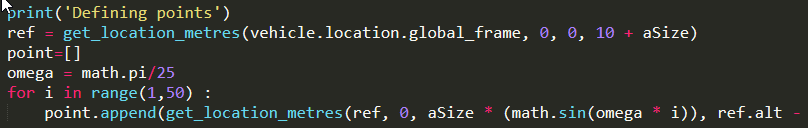 print('Defining points')
ref = get_location_metres(vehicle.location.global_frame, 0, 0, 10 + aSize)
point=[]
omega = math.pi/25
for i in range(1,50) :
point.append(get_location_metres(ref, 0, aSize * (math.sin(omega * i)), ref.alt -